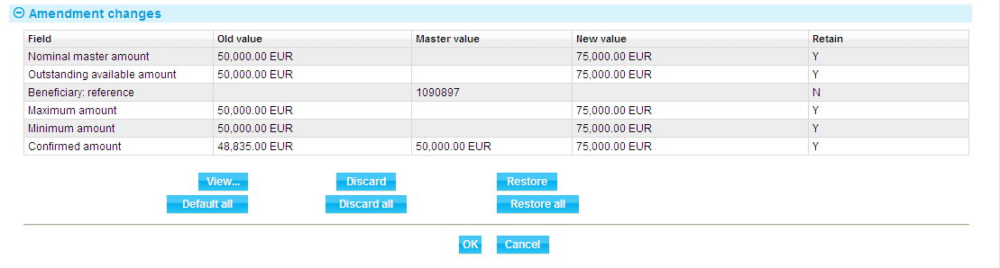 Amendment changes
Field Old value Master value New value Retain
Nominal master amount 50,000.00 EUR 75,000.00 EUR Y
Outstanding available amount 50,000.00 EUR 75,000.00 EUR Y
Beneficiary: reference 1090897 N
Maximum amount 50,000.00 EUR 75,000.00 EUR Y
Minimum amount 50,000.00 EUR 75,000.00 EUR Y
Confirmed amount 48,835.00 EUR 50,000.00 EUR 75,000.00 EUR Y
View... Discard Restore
Default all Discard all Restore all
OK Cancel